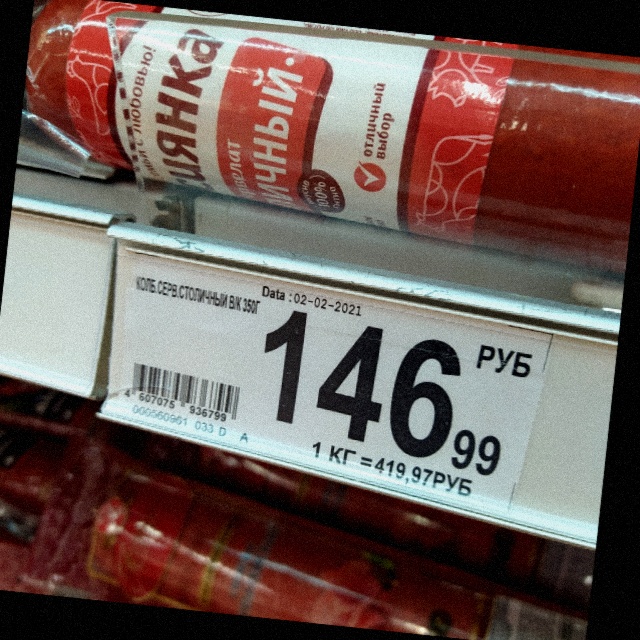 отличный
выбор
100%
КОЛБ.СЕРВ.СТОЛИЧНЫЙ В/К 350Г
Data : 02-02-2021
146 99
РУБ
1 КГ =419,97РУБ
4 607075 936799
000560961 033 D A